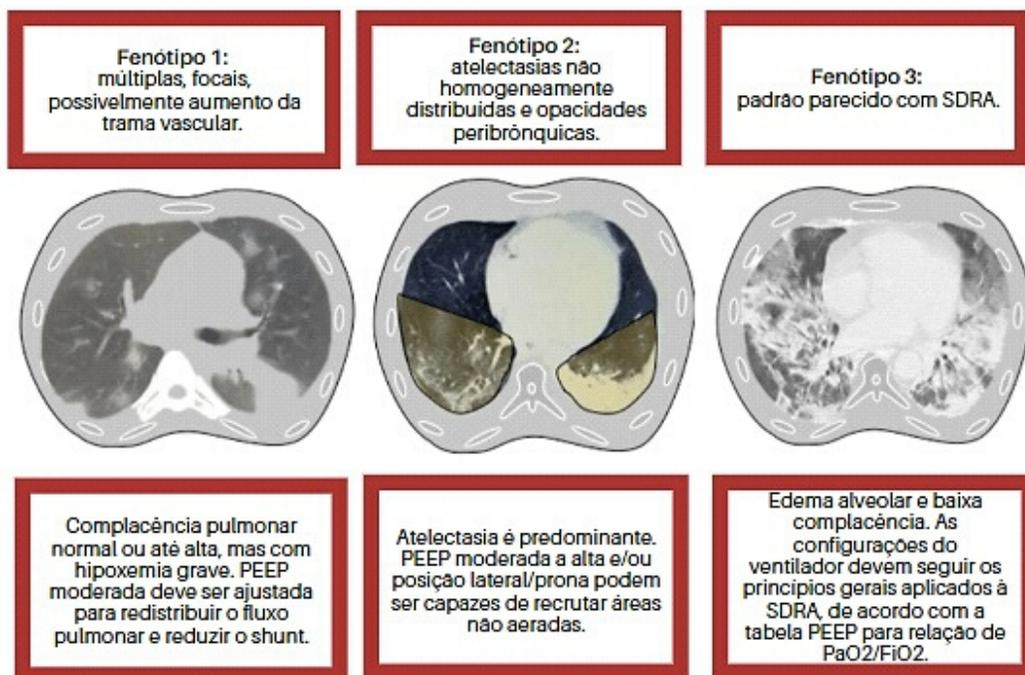 Fenótipo 1:
múltiplas, focais,
possivelmente aumento da
trama vascular.
Fenótipo 2:
atelectasias não
homogeneamente
distribuidas e opacidades
peribrônquicas.
Fenótipo 3:
padrão parecido com SDRA.
Complacência pulmonar
normal ou até alta, mas com
hipoxemia grave. PEEP
moderada deve ser ajustada
para redistribuir o fluxo
pulmonar e reduzir o shunt.
Atelectasia é predominante.
PEEP moderada a alta e/ou
posição lateral/prona podem
ser capazes de recrutar áreas
não aeradas.
Edema alveolar e baixa
complacência. As
configurações do
ventilador devem seguir os
princípios gerais aplicados à
SDRA, de acordo com a
tabela PEEP para relação de
PaO2/FiO2.